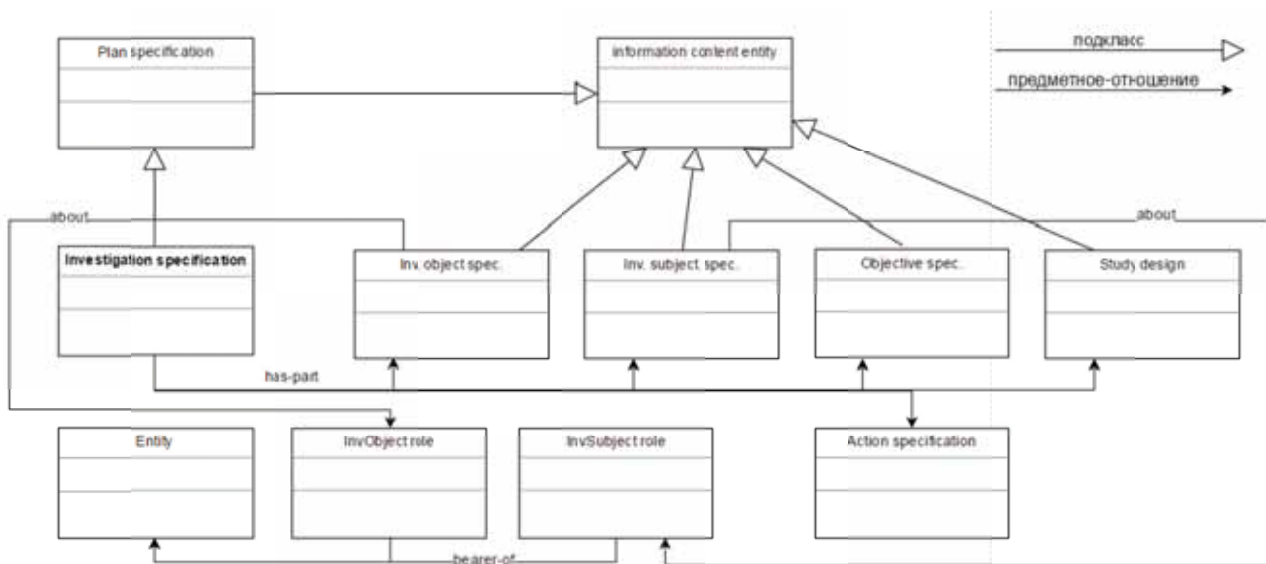 Plan specification
information content entity
подкласс
предметное-отношение
about
about
Investigation specification
Inv. object spec.
Inv. subject spec.
Objective spec.
Study design
has-part
Entity
InvObject role
InvSubject role
Action specification
bearer-of